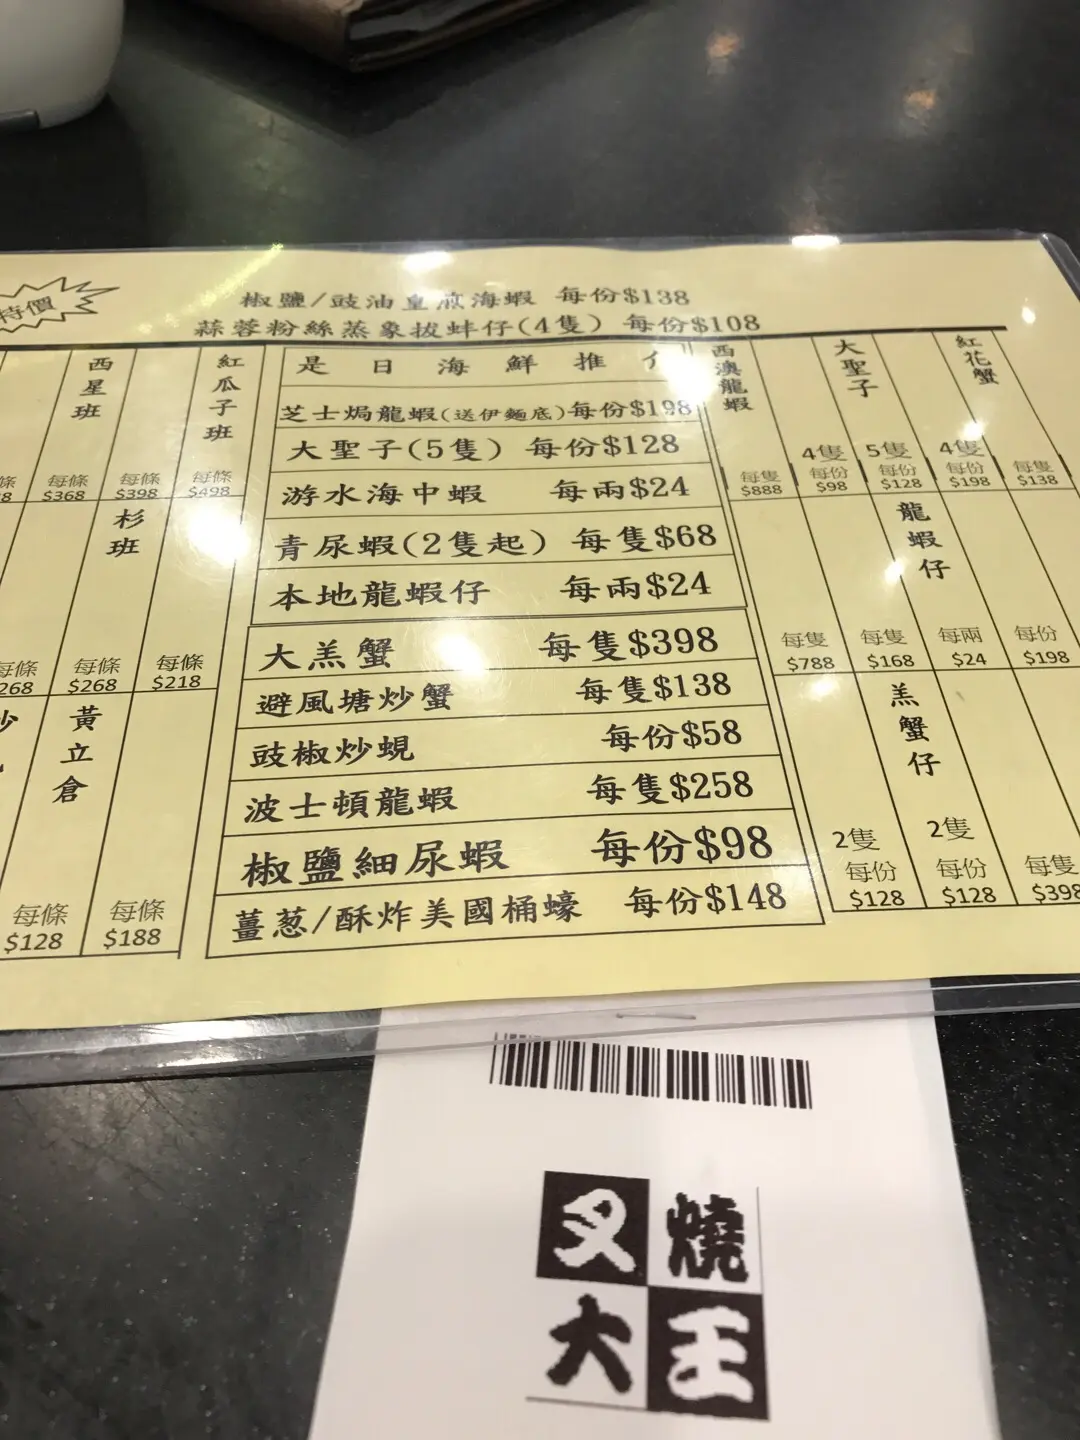 特價
椒鹽/豉油皇煎海蝦 每份$138
蒜蓉粉絲蒸象拔蚌仔(4隻) 每份$108
西星班
紅瓜子班
每條 $368
每條 $398
每條 $498
杉班
每條 $268
每條 $268
每條 $218
黃立倉
每條 $128
每條 $188
是日海鮮推介
芝士焗龍蝦(送伊麵底)每份$198
大聖子(5隻) 每份$128
游水海中蝦 每兩$24
青尿蝦(2隻起) 每隻$68
本地龍蝦仔 每兩$24
大羔蟹 每隻$398
避風塘炒蟹 每隻$138
豉椒炒蜆 每份$58
波士頓龍蝦 每隻$258
椒鹽細尿蝦 每份$98
薑葱/酥炸美國桶蠔 每份$148
西澳龍蝦
大聖子
紅花蟹
每隻 $888
4隻 每份 $98
5隻 每份 $128
4隻 每份 $198
每隻 $138
龍蝦仔
每隻 $788
每隻 $168
每兩 $24
每份 $198
羔蟹仔
2隻 每份 $128
2隻 每份 $128
每隻 $398
叉燒
大王